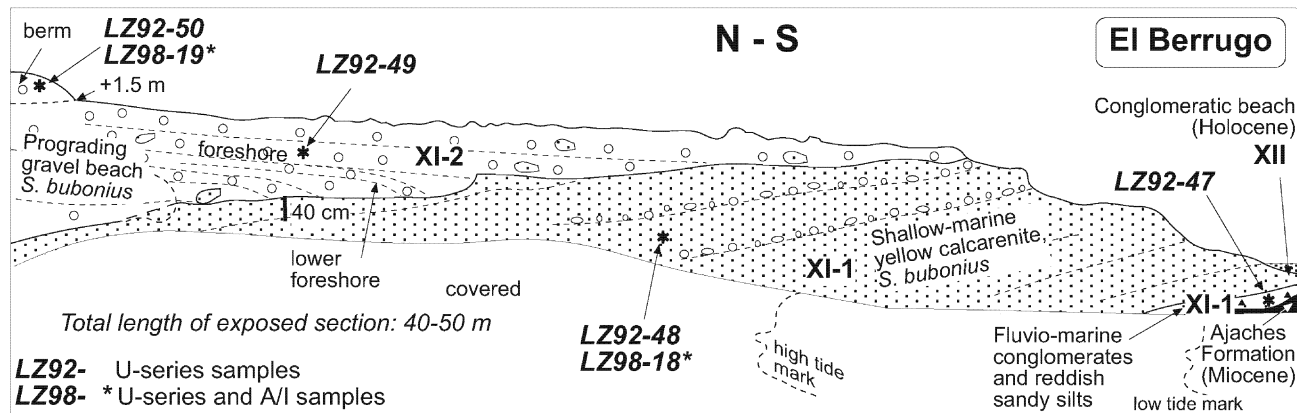 berm
LZ92-50
LZ98-19*
+1.5 m
LZ92-49
N - S
El Berrugo
Conglomeratic beach
(Holocene)
XII
LZ92-47
Prograding
gravel beach
S. bubonius
foreshore
XI-2
40 cm
lower
foreshore
covered
Shallow-marine
yellow calcarenite,
S. bubonius
XI-1
LZ92-48
LZ98-18*
high tide
mark
XI-1
Fluvio-marine
conglomerates
and reddish
sandy silts
Ajaches
Formation
(Miocene)
low tide mark
Total length of exposed section: 40-50 m
LZ92- U-series samples
LZ98- * U-series and A/I samples